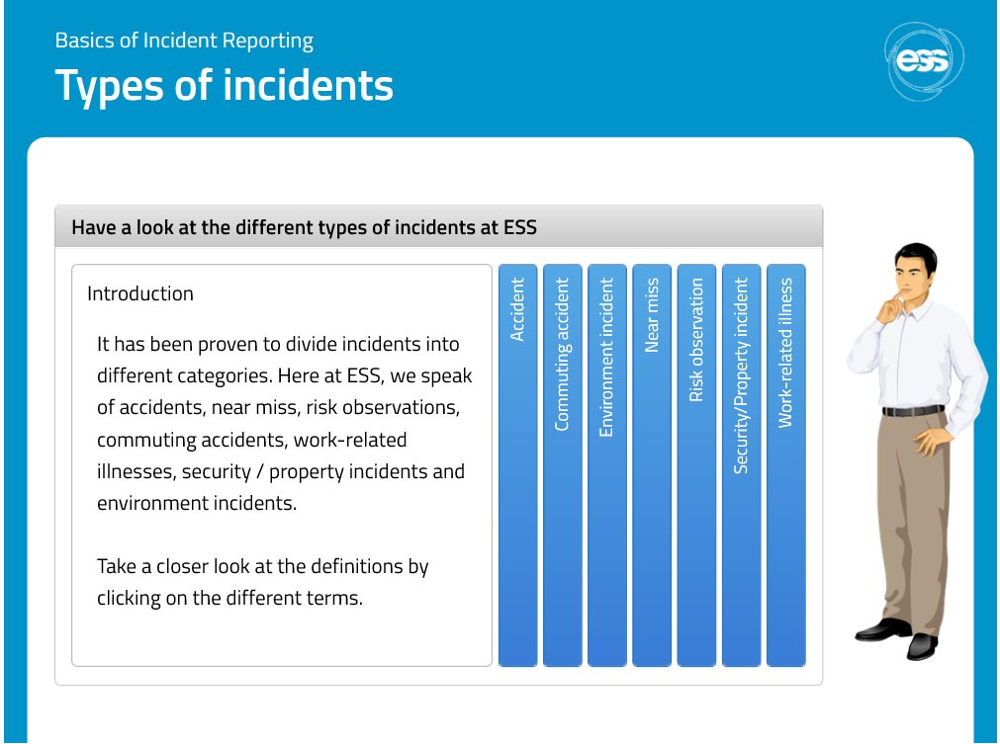 Basics of Incident Reporting
Types of incidents
ess
Have a look at the different types of incidents at ESS
Introduction
It has been proven to divide incidents into
different categories. Here at ESS, we speak
of accidents, near miss, risk observations,
commuting accidents, work-related
illnesses, security / property incidents and
environment incidents.
Take a closer look at the definitions by
clicking on the different terms.
Accident
Commuting accident
Environment incident
Near miss
Risk observation
Security/Property incident
Work-related illness